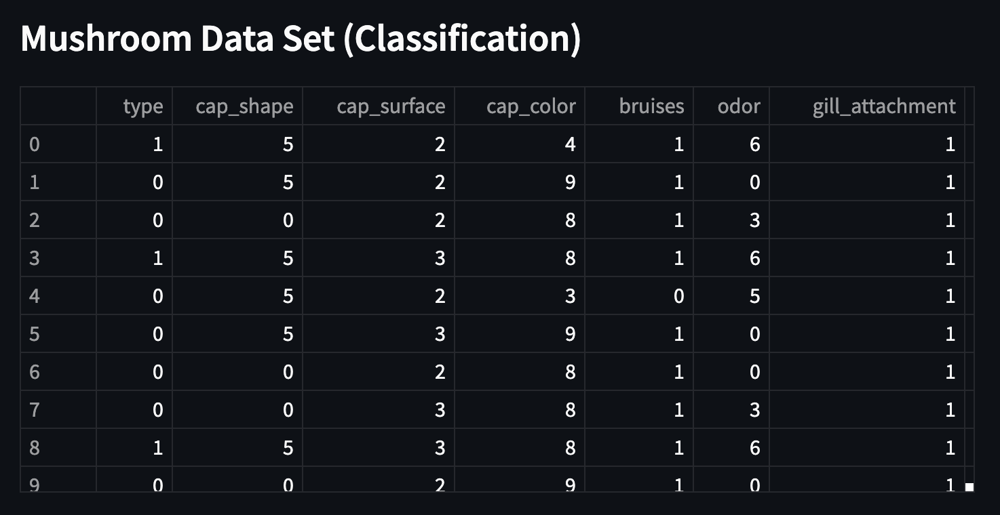 Mushroom Data Set (Classification)
type cap_shape cap_surface cap_color bruises odor gill_attachment
0 1 5 2 4 1 6 1
1 0 5 2 9 1 0 1
2 0 0 2 8 1 3 1
3 1 5 3 8 1 6 1
4 0 5 2 3 0 5 1
5 0 5 3 9 1 0 1
6 0 0 2 8 1 0 1
7 0 0 3 8 1 3 1
8 1 5 3 8 1 6 1
9 0 0 2 9 1 0 1